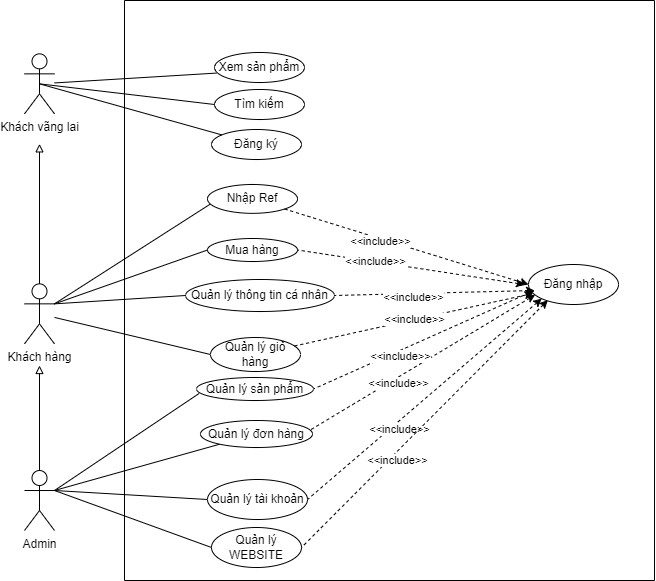 Xem sản phẩm
Tìm kiếm
Khách vãng lai
Đăng ký
Nhập Ref
<<include>>
Mua hàng
<<include>>
Đăng nhập
Quản lý thông tin cá nhân
<<include>>
<<include>>
Khách hàng
Quản lý giỏ
hàng
<<include>>
Quản lý sản phẩm
<<include>>
Quản lý đơn hàng
<<include>>
<<include>>
Quản lý tài khoản
Admin
Quản lý
WEBSITE